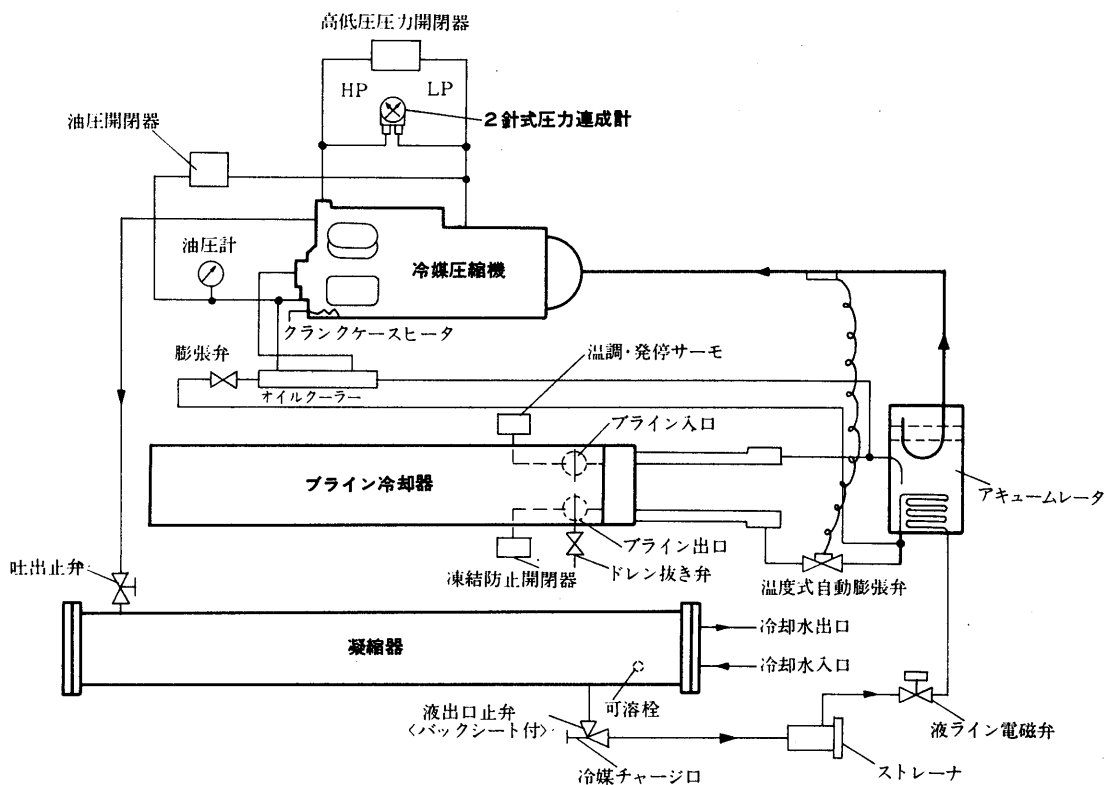 高低圧圧力開閉器
HP
LP
2針式圧力連成計
油圧開閉器
油圧計
冷媒圧縮機
クランクケースヒータ
膨張弁
オイルクーラー
温調・発停サーモ
ブライン入口
ブライン冷却器
アキュームレータ
ブライン出口
凍結防止開閉器
ドレン抜き弁
温度式自動膨張弁
吐出止弁
冷却水出口
凝縮器
冷却水入口
可溶栓
液出口止弁
〈バックシート付〉
冷媒チャージ口
液ライン電磁弁
ストレーナ